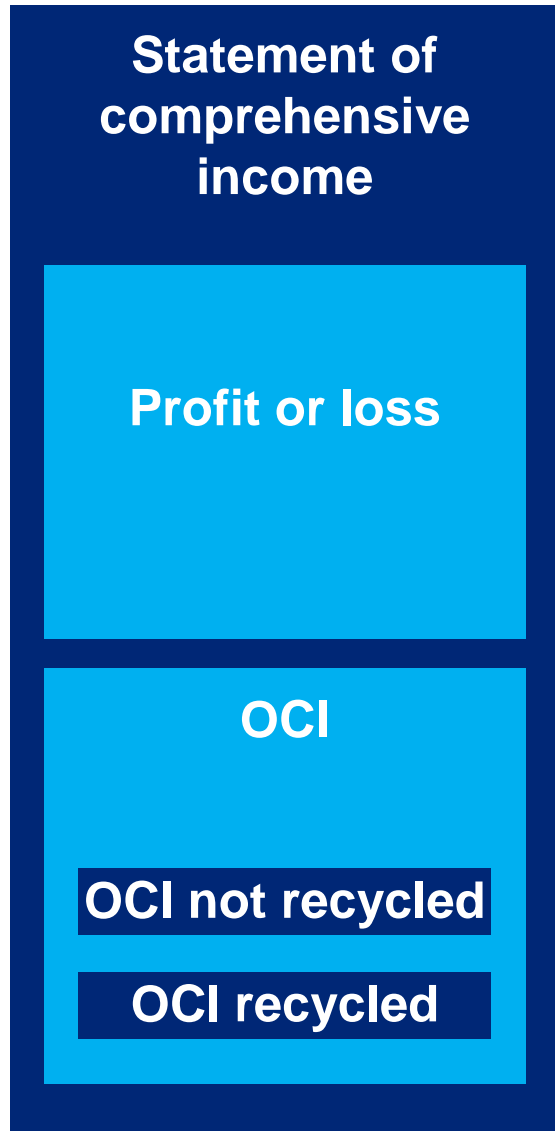 Statement of
comprehensive
income
Profit or loss
OCI
OCI not recycled
OCI recycled